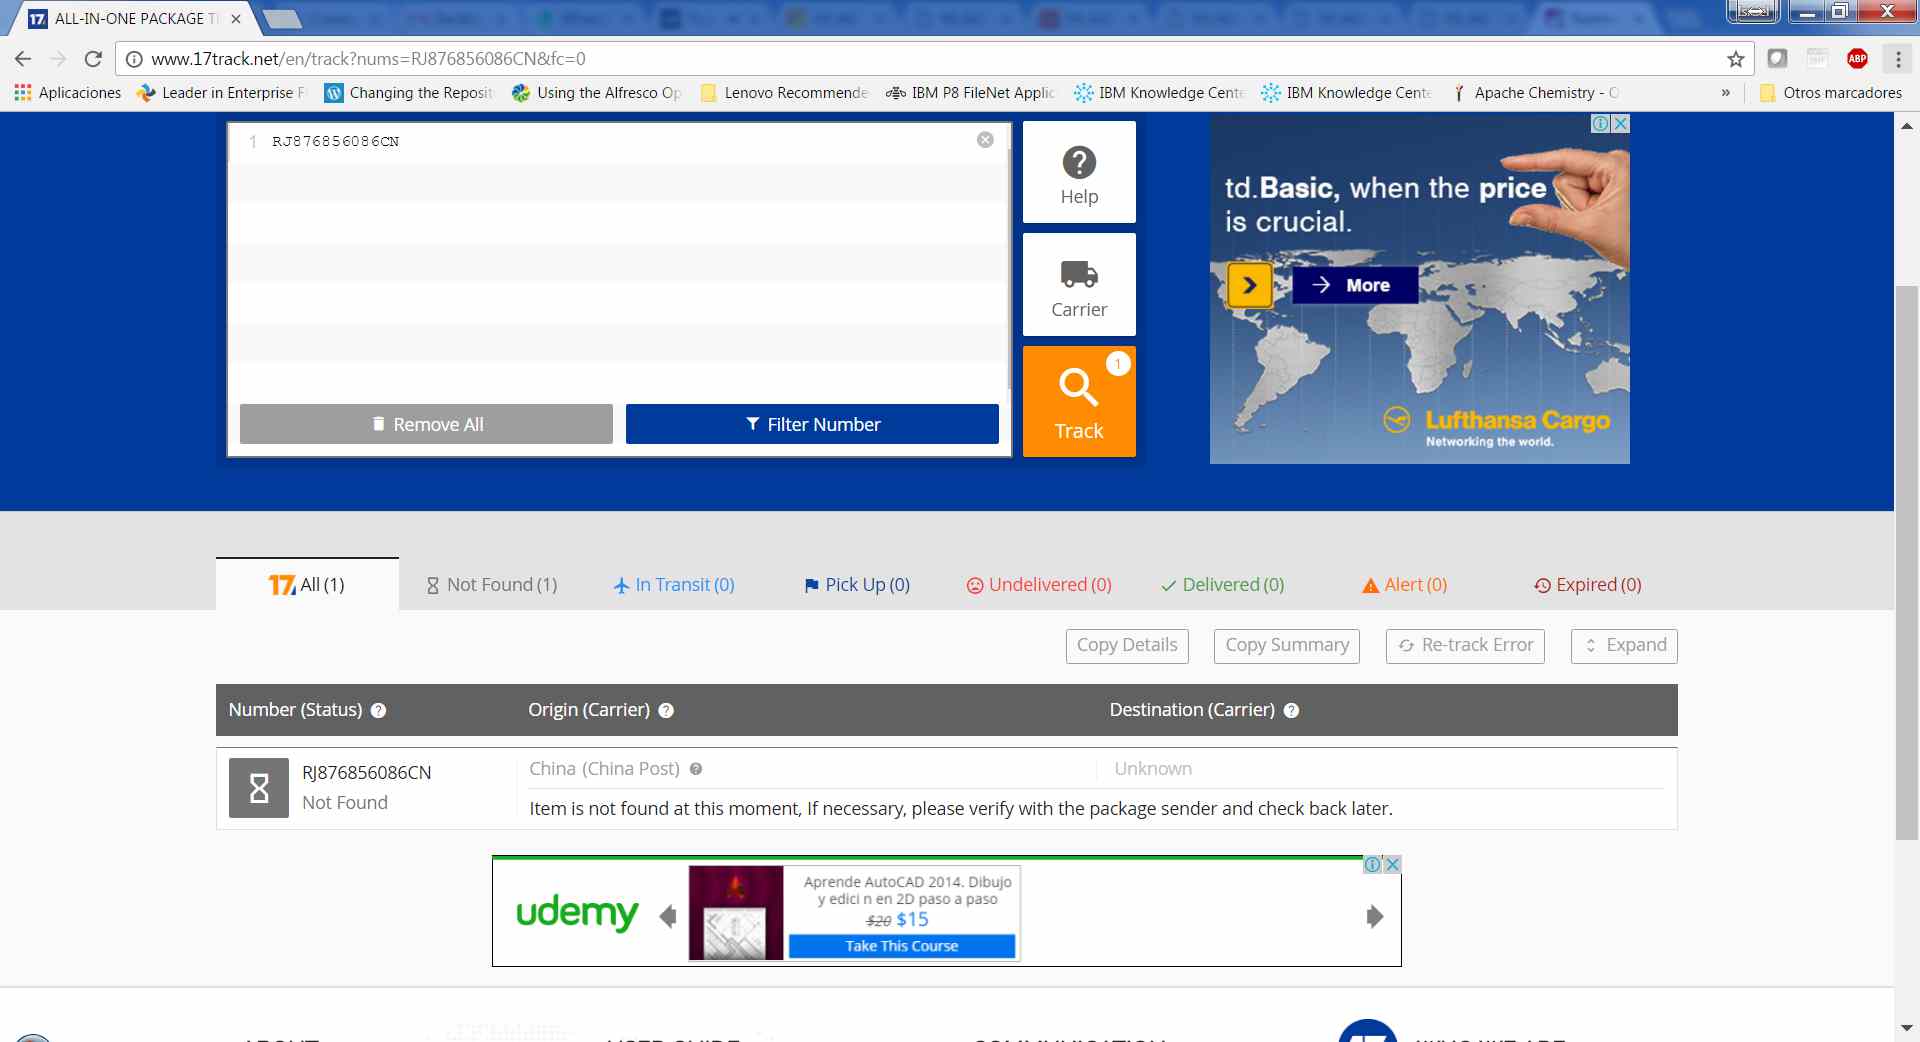 ALL-IN-ONE PACKAGE T
www.17track.net/en/track?nums=RJ876856086CN&fc=0
ABP
Aplicaciones
Leader in Enterprise F
Changing the Reposit
Using the Alfresco Op
Lenovo Recommende
IBM P8 FileNet Applic
IBM Knowledge Cente
IBM Knowledge Cente
Apache Chemistry - C
»
Otros marcadores
1 RJ876856086CN
Help
Carrier
1
Track
Remove All
Filter Number
td.Basic, when the price
is crucial.
More
Lufthansa Cargo
Networking the world.
17 All (1)
Not Found (1)
In Transit (0)
Pick Up (0)
Undelivered (0)
Delivered (0)
Alert (0)
Expired (0)
Copy Details
Copy Summary
Re-track Error
Expand
Number (Status) ?
Origin (Carrier) ?
Destination (Carrier) ?
RJ876856086CN
Not Found
China (China Post) ?
Unknown
Item is not found at this moment, If necessary, please verify with the package sender and check back later.
udemy
Aprende AutoCAD 2014. Dibujo
y edici n en 2D paso a paso
$20 $15
Take This Course